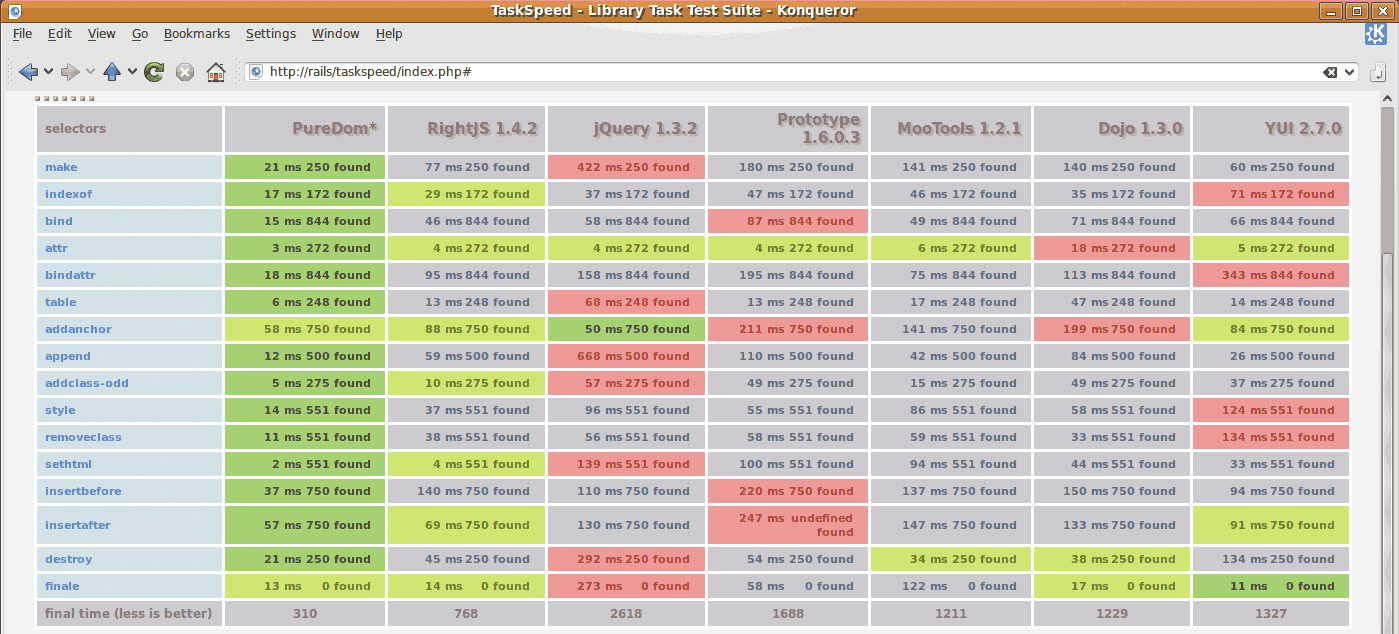 TaskSpeed - Library Task Test Suite - Konqueror
File Edit View Go Bookmarks Settings Window Help
http://rails/taskspeed/index.php#
selectors PureDom* RightJS 1.4.2 jQuery 1.3.2 Prototype 1.6.0.3 MooTools 1.2.1 Dojo 1.3.0 YUI 2.7.0
make 21 ms 250 found 77 ms 250 found 422 ms 250 found 180 ms 250 found 141 ms 250 found 140 ms 250 found 60 ms 250 found
indexof 17 ms 172 found 29 ms 172 found 37 ms 172 found 47 ms 172 found 46 ms 172 found 35 ms 172 found 71 ms 172 found
bind 15 ms 844 found 46 ms 844 found 58 ms 844 found 87 ms 844 found 49 ms 844 found 71 ms 844 found 66 ms 844 found
attr 3 ms 272 found 4 ms 272 found 4 ms 272 found 4 ms 272 found 6 ms 272 found 18 ms 272 found 5 ms 272 found
bindattr 18 ms 844 found 95 ms 844 found 158 ms 844 found 195 ms 844 found 75 ms 844 found 113 ms 844 found 343 ms 844 found
table 6 ms 248 found 13 ms 248 found 68 ms 248 found 13 ms 248 found 17 ms 248 found 47 ms 248 found 14 ms 248 found
addanchor 58 ms 750 found 88 ms 750 found 50 ms 750 found 211 ms 750 found 141 ms 750 found 199 ms 750 found 84 ms 750 found
append 12 ms 500 found 59 ms 500 found 668 ms 500 found 110 ms 500 found 42 ms 500 found 84 ms 500 found 26 ms 500 found
addclass-odd 5 ms 275 found 10 ms 275 found 57 ms 275 found 49 ms 275 found 15 ms 275 found 49 ms 275 found 37 ms 275 found
style 14 ms 551 found 37 ms 551 found 96 ms 551 found 55 ms 551 found 86 ms 551 found 58 ms 551 found 124 ms 551 found
removeclass 11 ms 551 found 38 ms 551 found 56 ms 551 found 58 ms 551 found 59 ms 551 found 33 ms 551 found 134 ms 551 found
sethtml 2 ms 551 found 4 ms 551 found 139 ms 551 found 100 ms 551 found 94 ms 551 found 44 ms 551 found 33 ms 551 found
insertbefore 37 ms 750 found 140 ms 750 found 110 ms 750 found 220 ms 750 found 137 ms 750 found 150 ms 750 found 94 ms 750 found
insertafter 57 ms 750 found 69 ms 750 found 130 ms 750 found 247 ms undefined found 147 ms 750 found 133 ms 750 found 91 ms 750 found
destroy 21 ms 250 found 45 ms 250 found 292 ms 250 found 54 ms 250 found 34 ms 250 found 38 ms 250 found 134 ms 250 found
finale 13 ms 0 found 14 ms 0 found 273 ms 0 found 58 ms 0 found 122 ms 0 found 17 ms 0 found 11 ms 0 found
final time (less is better) 310 768 2618 1688 1211 1229 1327